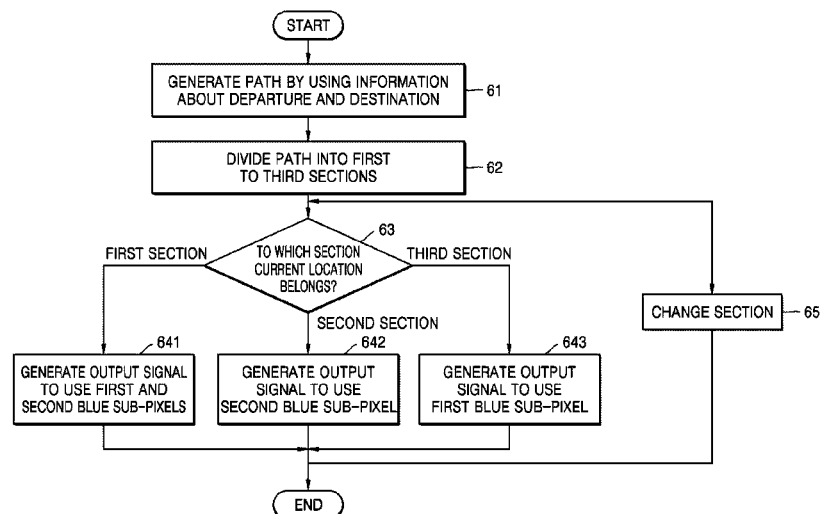 START
GENERATE PATH BY USING INFORMATION
ABOUT DEPARTURE AND DESTINATION
61
DIVIDE PATH INTO FIRST
TO THIRD SECTIONS
62
63
FIRST SECTION
TO WHICH SECTION
CURRENT LOCATION
BELONGS?
THIRD SECTION
SECOND SECTION
CHANGE SECTION
65
641
GENERATE OUTPUT SIGNAL
TO USE FIRST AND
SECOND BLUE SUB-PIXELS
642
GENERATE OUTPUT
SIGNAL TO USE
SECOND BLUE SUB-PIXEL
643
GENERATE OUTPUT
SIGNAL TO USE
FIRST BLUE SUB-PIXEL
END